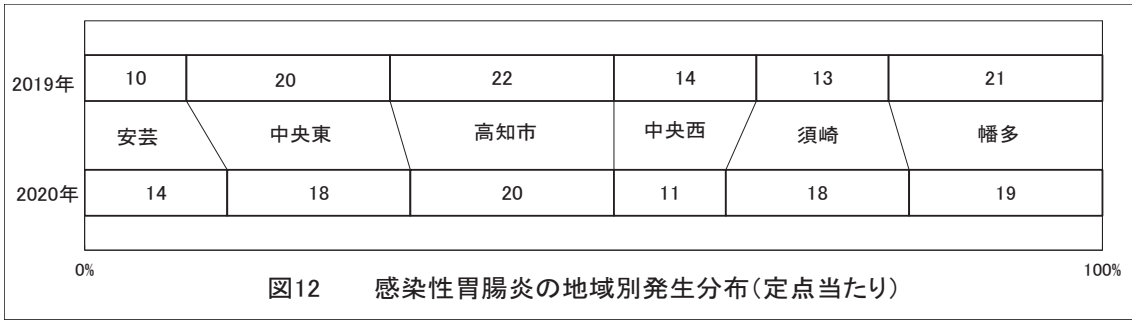 2019年 10 20 22 14 13 21
安芸 中央東 高知市 中央西 須崎 幡多
2020年 14 18 20 11 18 19
0% 100%
図12 感染性胃腸炎の地域別発生分布(定点当たり)